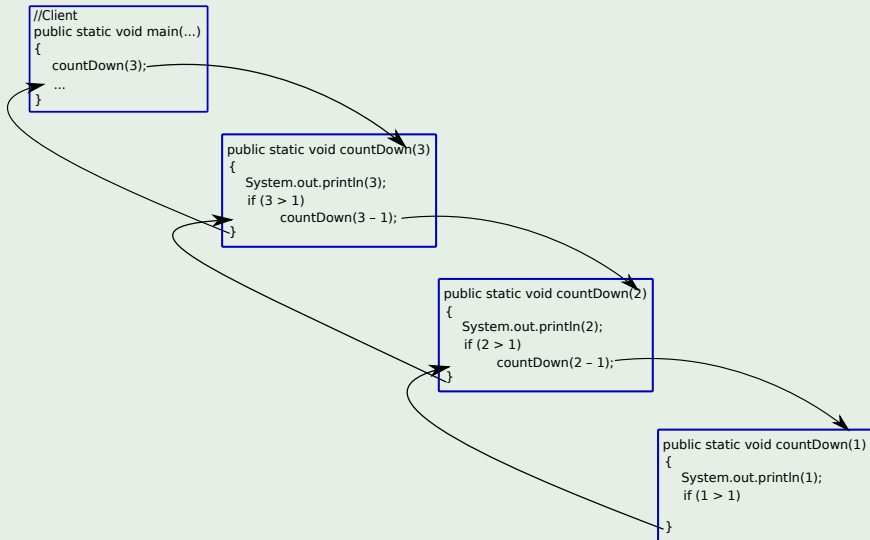 //Client
public static void main(...)
{
countDown(3);
...
}
public static void countDown(3)
{
System.out.println(3);
if (3 > 1)
countDown(3 – 1);
}
public static void countDown(2)
{
System.out.println(2);
if (2 > 1)
countDown(2 – 1);
}
public static void countDown(1)
{
System.out.println(1);
if (1 > 1)
}